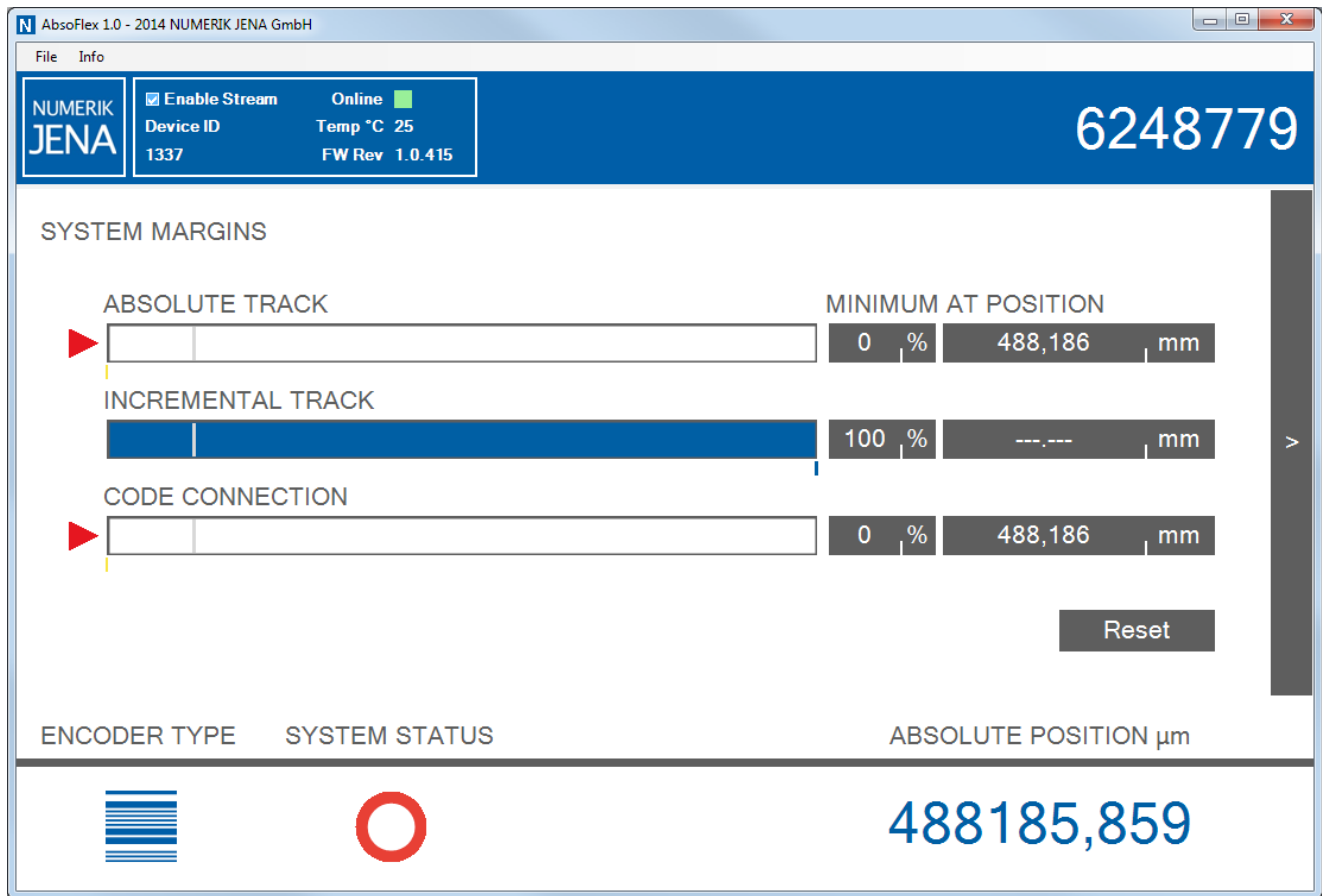 N AbsoFlex 1.0 - 2014 NUMERIK JENA GmbH
File Info
NUMERIK
JENA
Enable Stream Online
Device ID Temp °C 25
1337 FW Rev 1.0.415
6248779
SYSTEM MARGINS
ABSOLUTE TRACK MINIMUM AT POSITION
0 % 488,186 mm
INCREMENTAL TRACK
100 % ---.--- mm
>
CODE CONNECTION
0 % 488,186 mm
Reset
ENCODER TYPE SYSTEM STATUS ABSOLUTE POSITION µm
488185,859